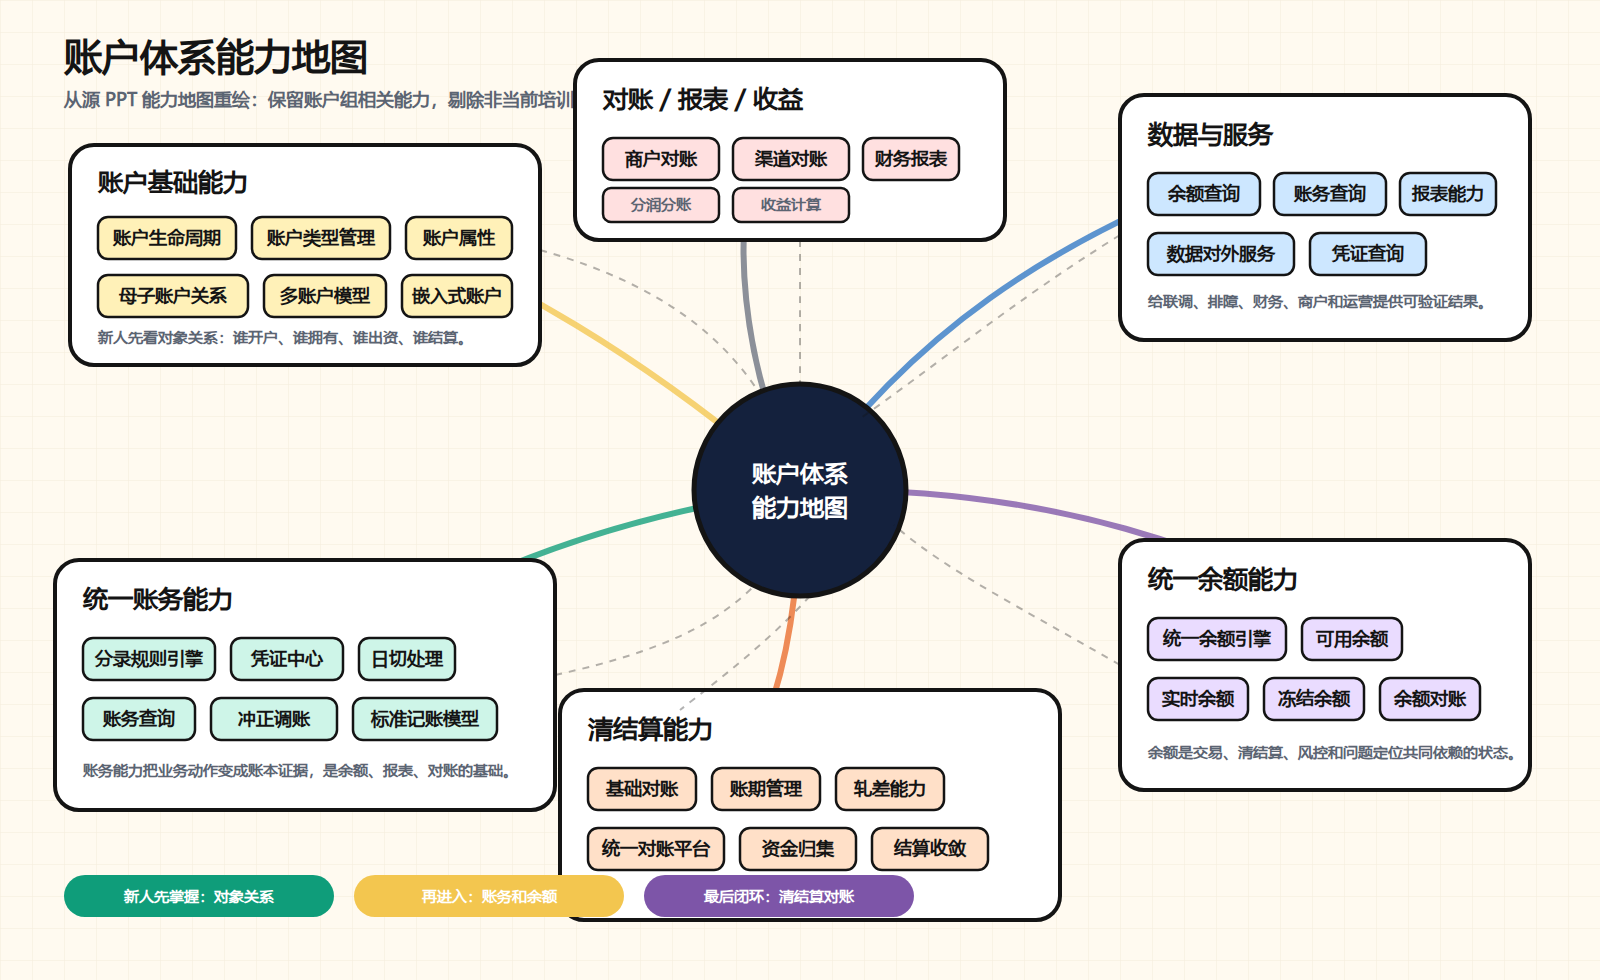 账户体系能力地图
从源 PPT 能力地图重绘：保留账户组相关能力，剔除非当前培训
对账 / 报表 / 收益
商户对账
渠道对账
财务报表
分润分账
收益计算
数据与服务
余额查询
账务查询
报表能力
数据对外服务
凭证查询
给联调、排障、财务、商户和运营提供可验证结果。
账户基础能力
账户生命周期
账户类型管理
账户属性
母子账户关系
多账户模型
嵌入式账户
新人先看对象关系：谁开户、谁拥有、谁出资、谁结算。
账户体系
能力地图
统一账务能力
分录规则引擎
凭证中心
日切处理
账务查询
冲正调账
标准记账模型
账务能力把业务动作变成账本证据，是余额、报表、对账的基础。
统一余额能力
统一余额引擎
可用余额
实时余额
冻结余额
余额对账
余额是交易、清结算、风控和问题定位共同依赖的状态。
清结算能力
基础对账
账期管理
轧差能力
统一对账平台
资金归集
结算收敛
新人先掌握：对象关系
再进入：账务和余额
最后闭环：清结算对账